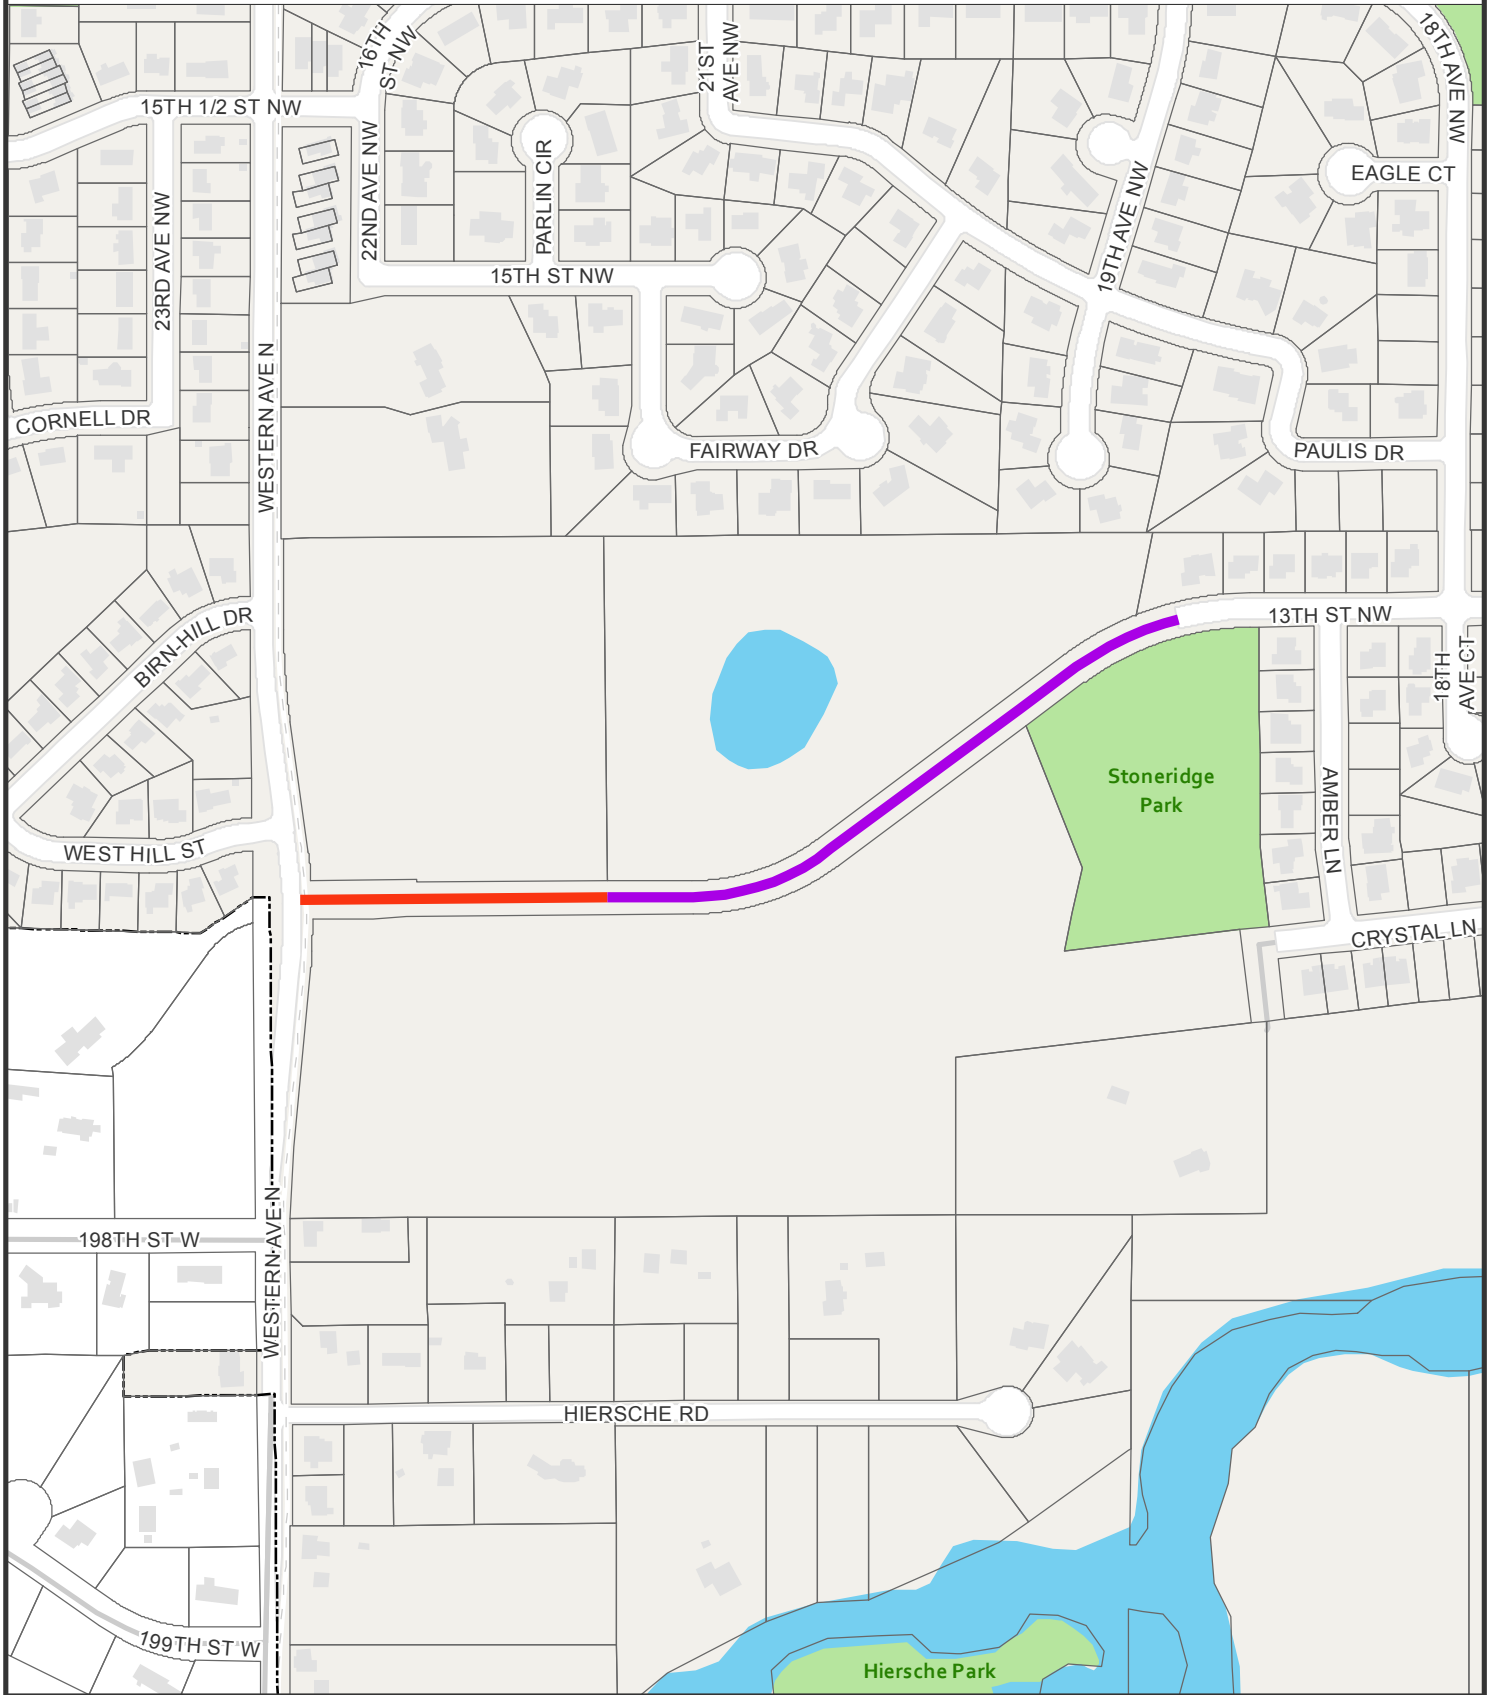 16TH
ST NW
21ST
AVE NW
18TH AVE NW
15TH 1/2 ST NW
22ND AVE NW
PARLIN CIR
EAGLE CT
19TH AVE NW
23RD AVE NW
15TH ST NW
WESTERN AVE N
CORNELL DR
FAIRWAY DR
PAULIS DR
BIRN-HILL DR
13TH ST NW
18TH
AVE CT
Stoneridge
Park
AMBER LN
WEST HILL ST
CRYSTAL LN
WESTERN AVE N
198TH ST W
HIERSCHE RD
199TH ST W
Hiersche Park